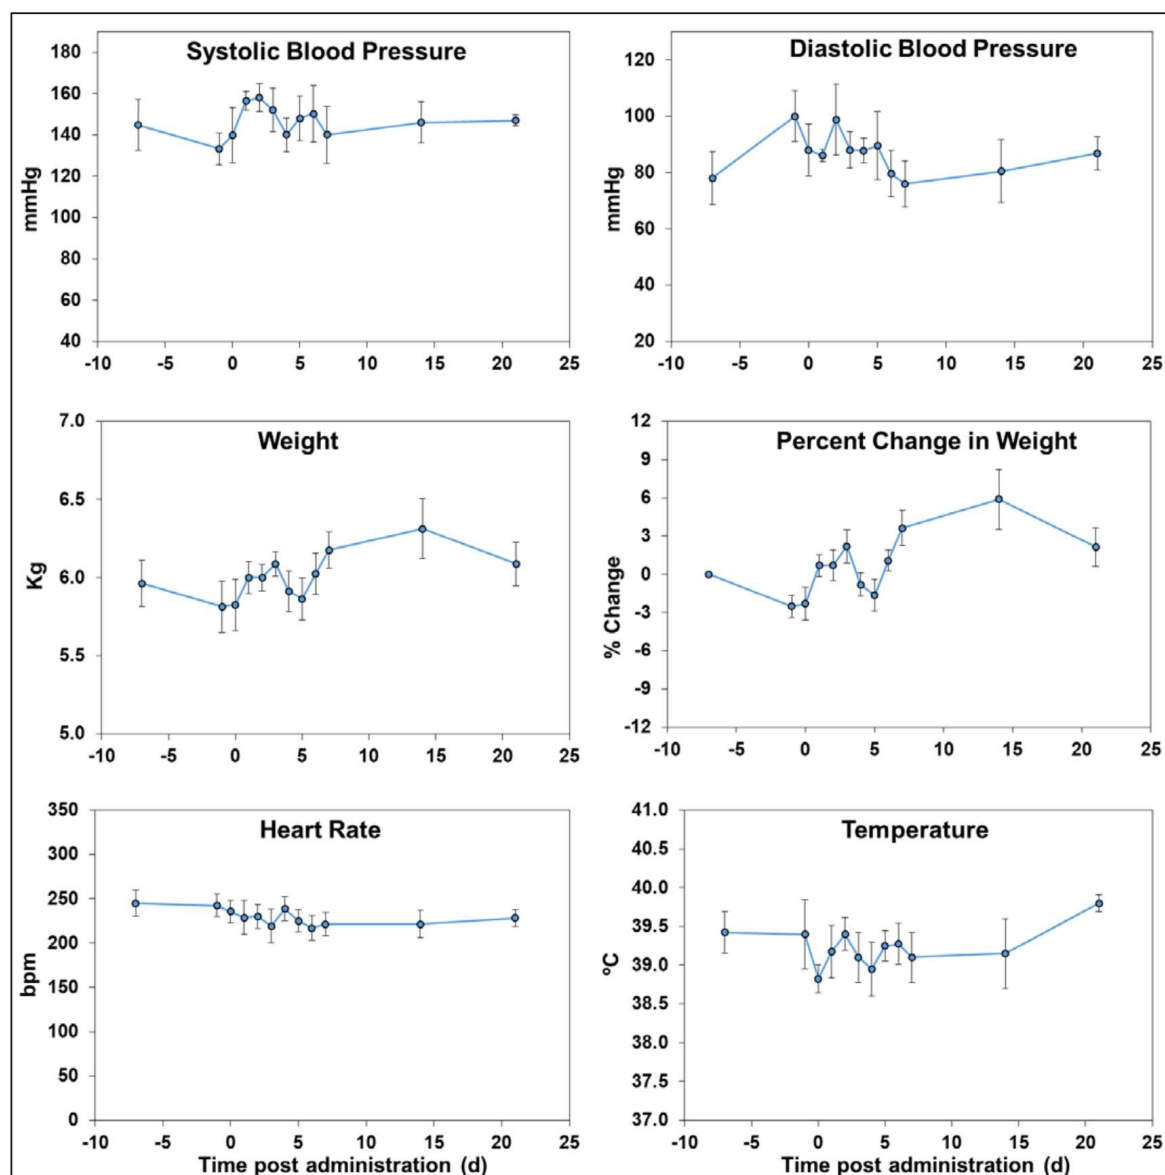 Systolic Blood Pressure
mmHg
180
160
140
120
100
80
60
40
-10 -5 0 5 10 15 20 25
Diastolic Blood Pressure
mmHg
120
100
80
60
40
20
-10 -5 0 5 10 15 20 25
Weight
Kg
7.0
6.5
6.0
5.5
5.0
-10 -5 0 5 10 15 20 25
Percent Change in Weight
% Change
12
9
6
3
0
-3
-6
-9
-12
-10 -5 0 5 10 15 20 25
Heart Rate
bpm
350
300
250
200
150
100
50
0
-10 -5 0 5 10 15 20 25
Time post administration (d)
Temperature
ºC
41.0
40.5
40.0
39.5
39.0
38.5
38.0
37.5
37.0
-10 -5 0 5 10 15 20 25
Time post administration (d)